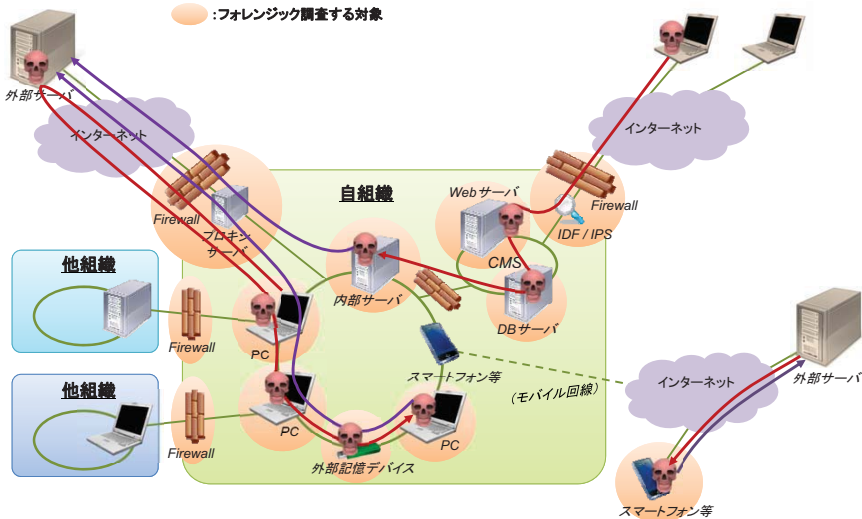 :フォレンジック調査する対象
外部サーバ
インターネット
インターネット
自組織
Webサーバ
Firewall
プロキシ
サーバ
Firewall
IDF / IPS
CMS
他組織
内部サーバ
DBサーバ
Firewall
PC
スマートフォン等
(モバイル回線)
インターネット
外部サーバ
他組織
PC
PC
Firewall
外部記憶デバイス
スマートフォン等